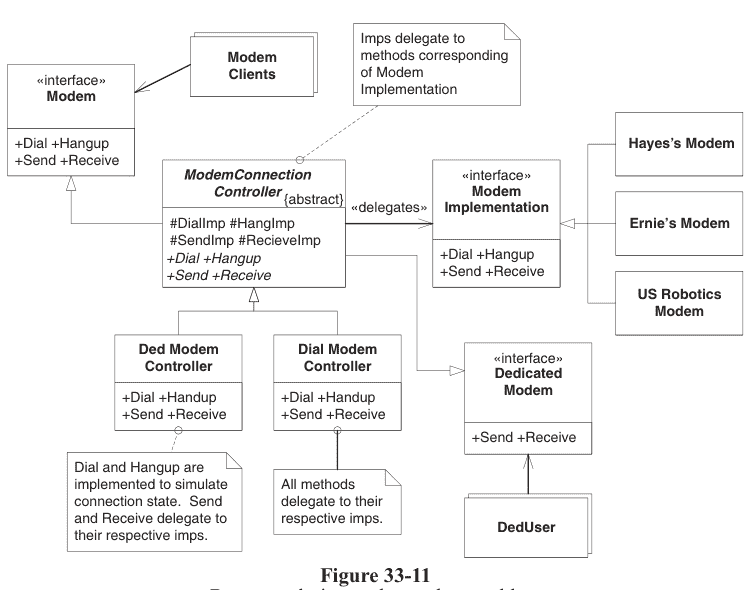 Modem
Clients
Imps delegate to
methods corresponding
of Modem
Implementation
«interface»
Modem
+Dial +Hangup
+Send +Receive
ModemConnection
Controller
{abstract}
#DialImp #HangImp
#SendImp #RecieveImp
+Dial +Hangup
+Send +Receive
«delegates»
«interface»
Modem
Implementation
+Dial +Hangup
+Send +Receive
Hayes's Modem
Ernie's Modem
US Robotics
Modem
Ded Modem
Controller
+Dial +Handup
+Send +Receive
Dial Modem
Controller
+Dial +Handup
+Send +Receive
«interface»
Dedicated
Modem
+Send +Receive
Dial and Hangup are
implemented to simulate
connection state.  Send
and Receive delegate to
their respective imps.
All methods
delegate to their
respective imps.
DedUser
Figure 33-11